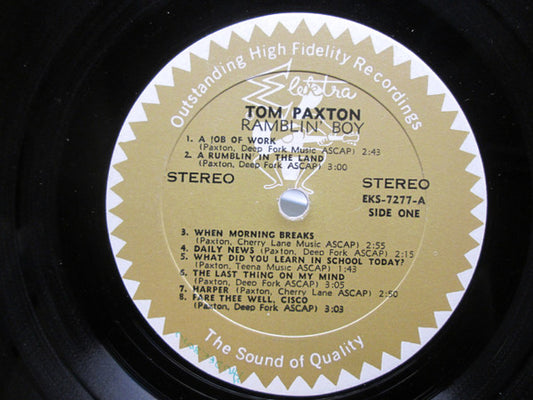 Outstanding High Fidelity Recordings
Elektra
TOM PAXTON
RAMBLIN' BOY
1. A JOB OF WORK
(Paxton, Deep Fork Music ASCAP) 2:43
2. A RUMBLIN' IN THE LAND
(Paxton, Deep Fork Music ASCAP) 3:00
STEREO STEREO
EKS-7277-A
SIDE ONE
3. WHEN MORNING BREAKS
(Paxton, Cherry Lane Music ASCAP) 2:55
4. DAILY NEWS (Paxton, Deep Fork Music ASCAP) 2:15
5. WHAT DID YOU LEARN IN SCHOOL TODAY?
(Paxton, Teena Music ASCAP) 1:43
6. THE LAST THING ON MY MIND
(Paxton, Deep Fork ASCAP) 3:05
7. HARPER (Paxton, Cherry Lane ASCAP) 2:50
8. FARE THEE WELL, CISCO
(Paxton, Deep Fork ASCAP) 3:03
The Sound of Quality